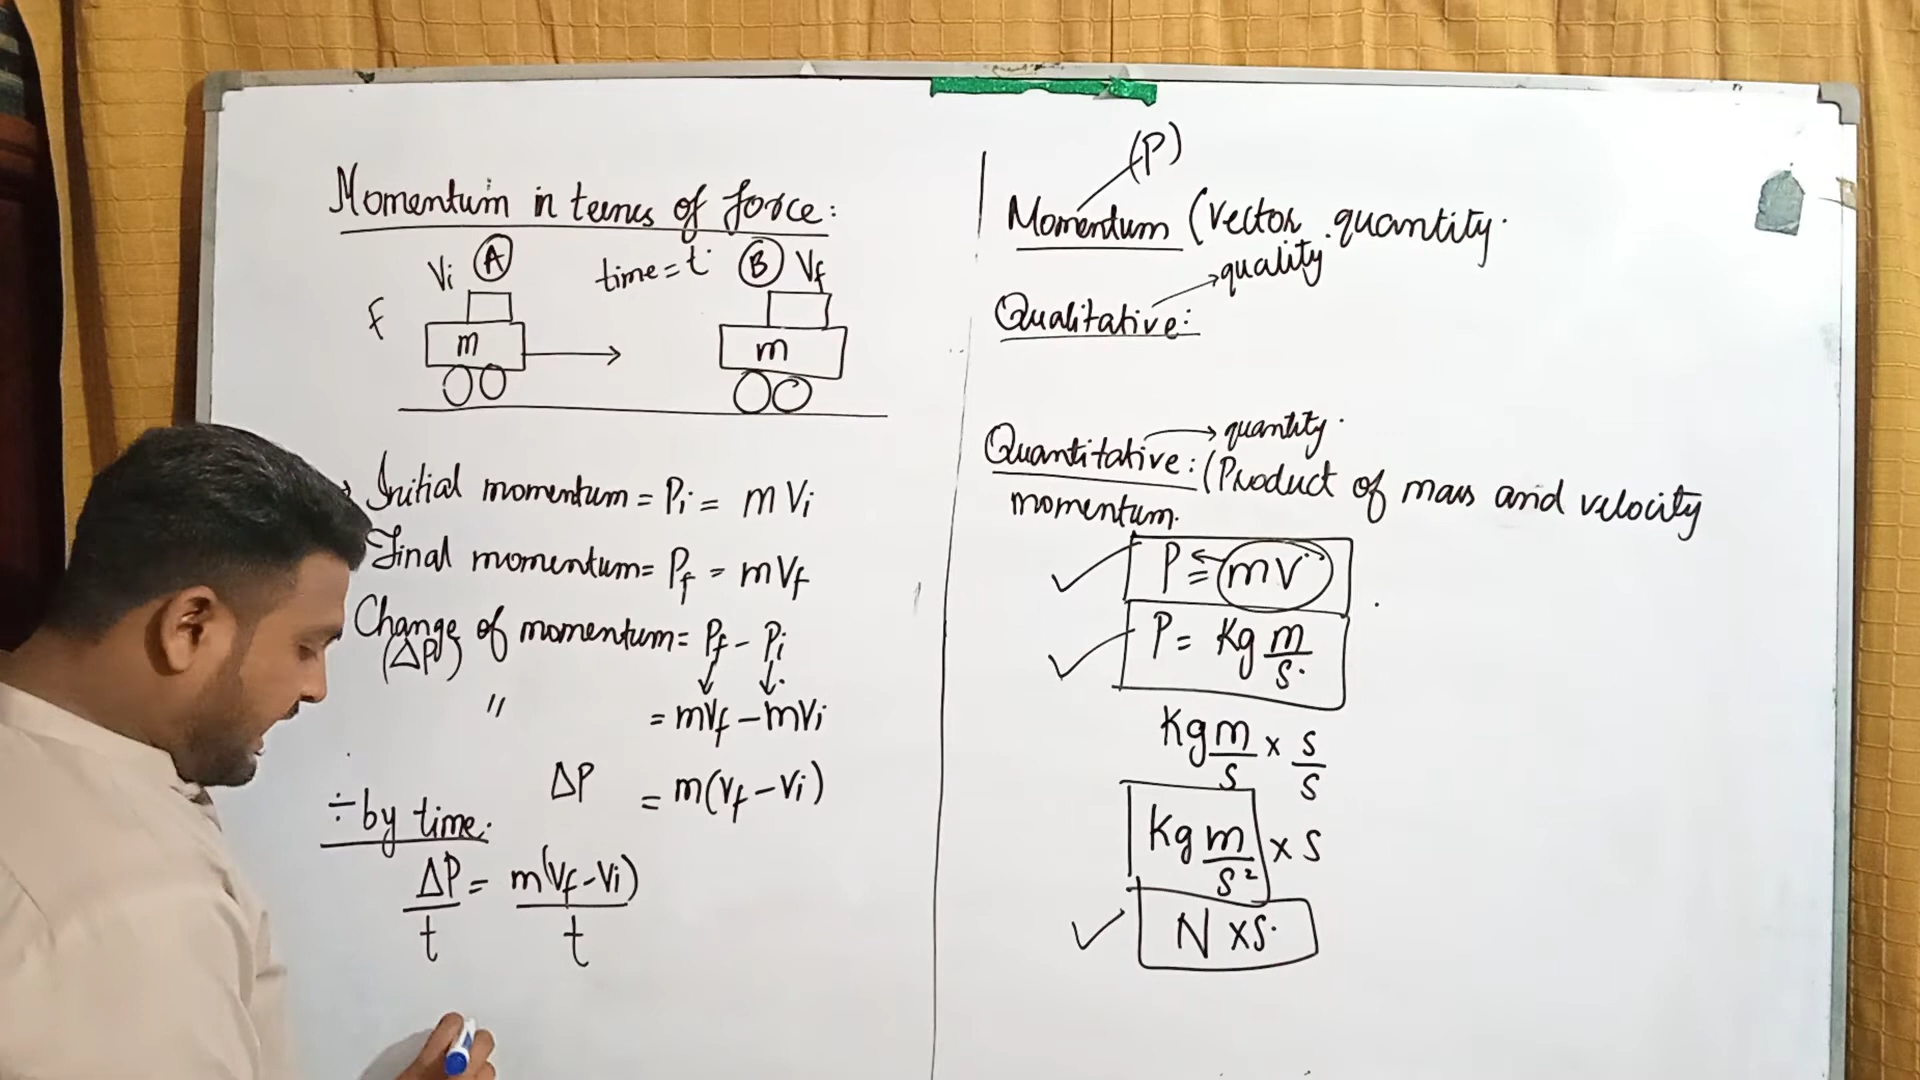 Momentum in terms of force:
Vi A time = t B Vf
F
m m
Initial momentum = Pi = mVi
Final momentum = Pf = mVf
Change of momentum = Pf - Pi
(ΔP)
" = mVf - mVi
ΔP = m(Vf - Vi)
÷ by time:
ΔP/t = m(Vf - Vi)/t
(P)
Momentum (Vector quantity.
quality
Qualitative:
quantity.
Quantitative: (Product of mass and velocity
momentum.
P = mv
P = Kg m/s
Kg m/s × s/s
Kg m/s² × s
N × s